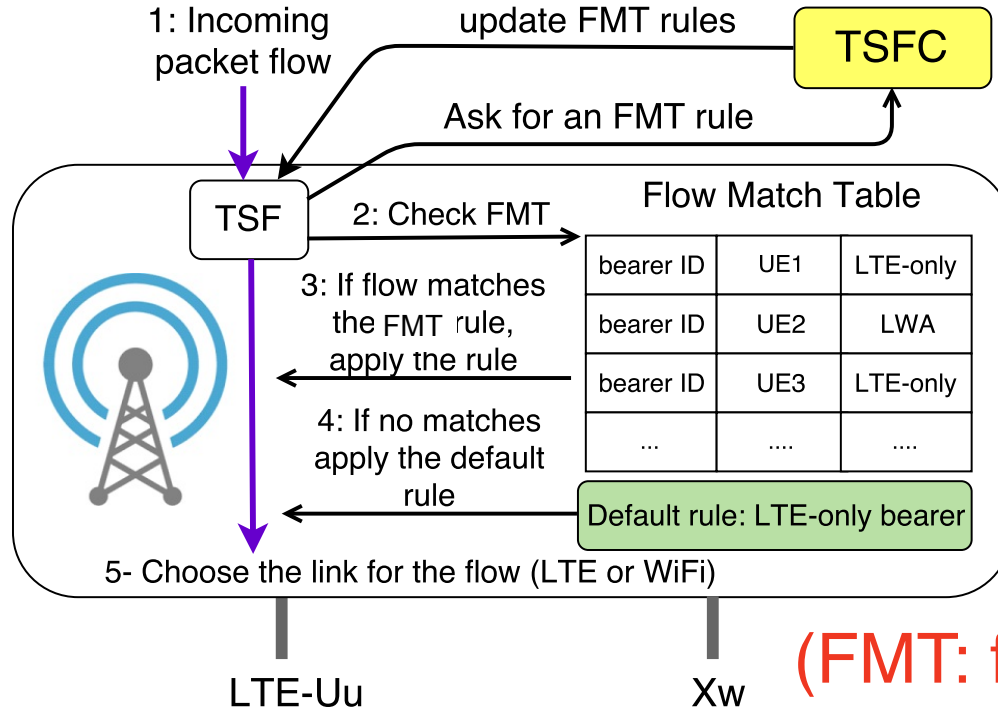 1: Incoming
packet flow
update FMT rules
TSFC
Ask for an FMT rule
TSF
2: Check FMT
Flow Match Table
bearer ID UE1 LTE-only
bearer ID UE2 LWA
bearer ID UE3 LTE-only
... .... ....
3: If flow matches
the FMT rule,
apply the rule
4: If no matches
apply the default
rule
Default rule: LTE-only bearer
5- Choose the link for the flow (LTE or WiFi)
LTE-Uu
Xw
(FMT: